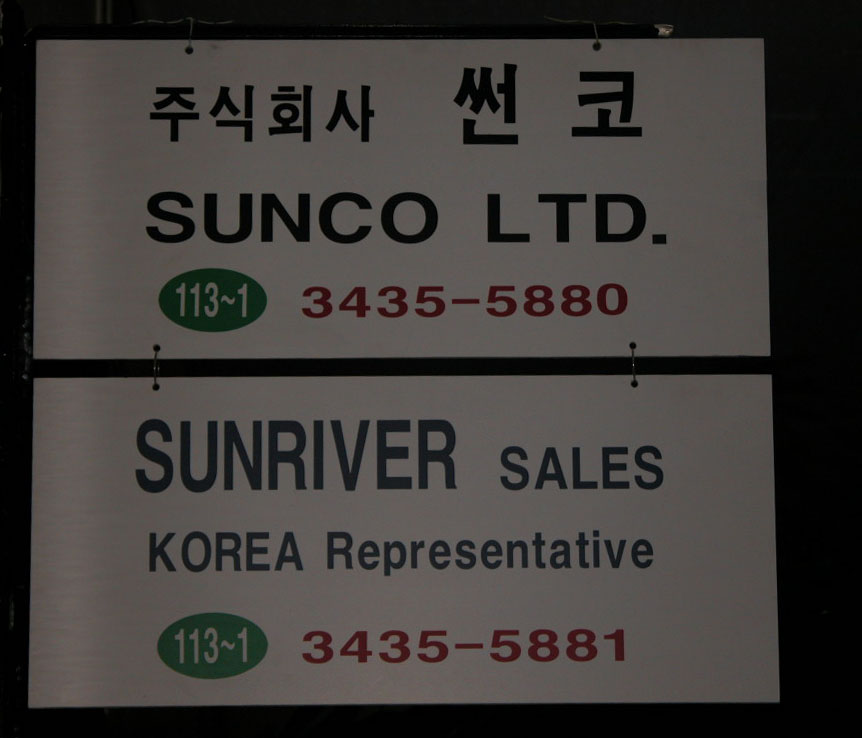 주식회사 썬 코
SUNCO LTD.
113~1 3435-5880
SUNRIVER SALES
KOREA Representative
113~1 3435-5881